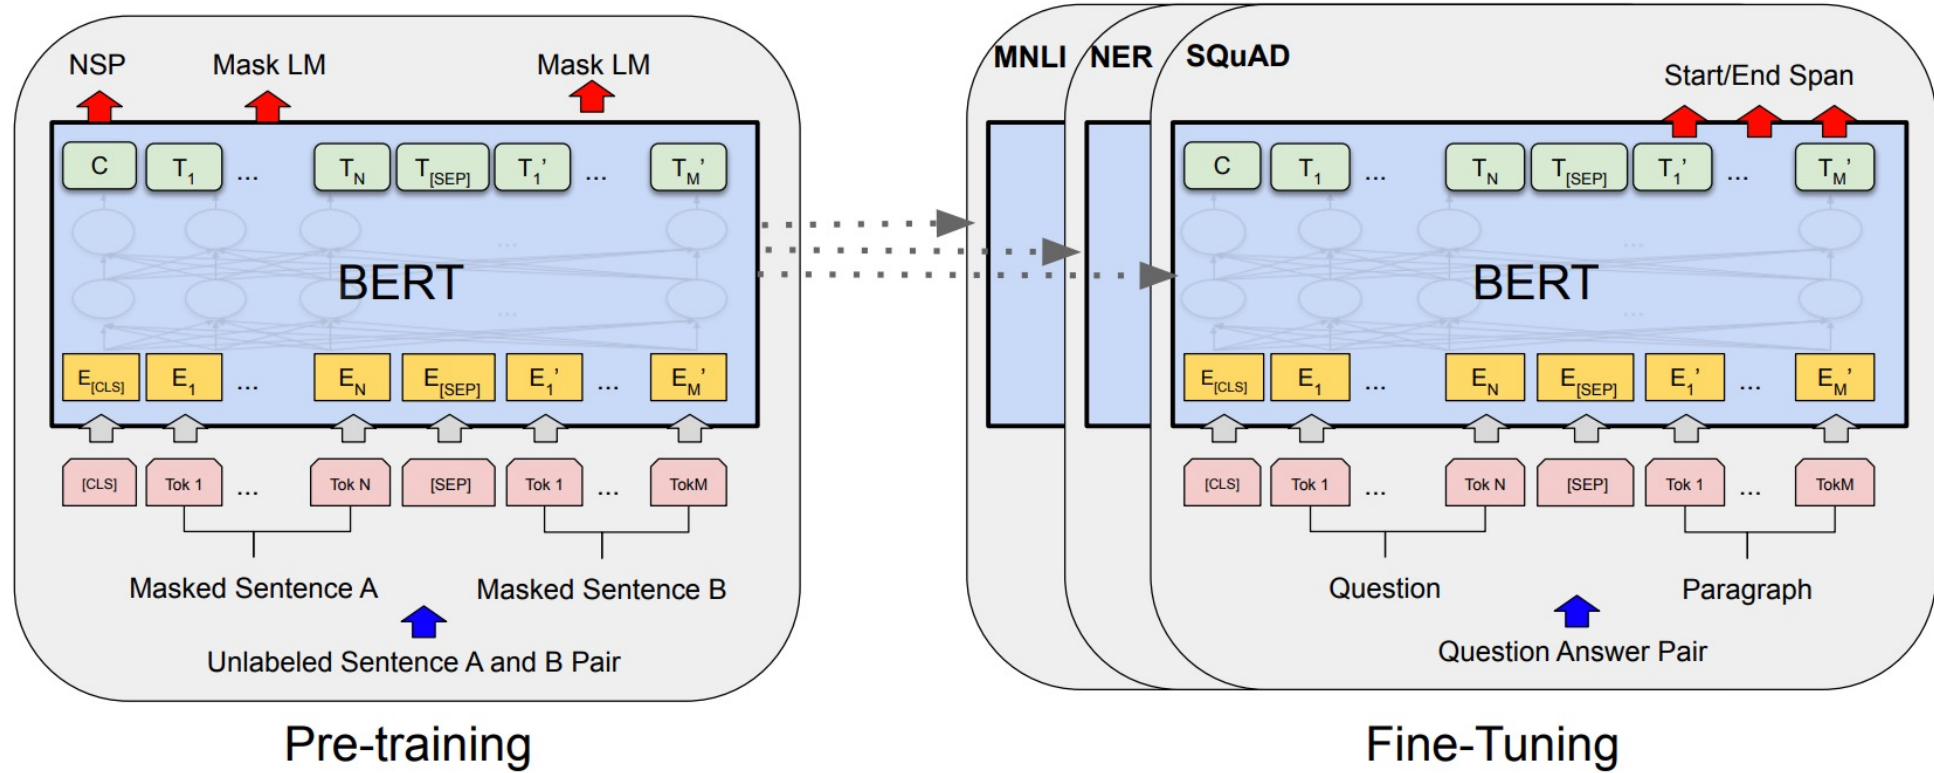 NSP Mask LM Mask LM
C T1 ... TN T[SEP] T1' ... TM'
...
BERT
...
E[CLS] E1 ... EN E[SEP] E1' ... EM'
[CLS] Tok 1 ... Tok N [SEP] Tok 1 ... TokM
Masked Sentence A Masked Sentence B
Unlabeled Sentence A and B Pair
Pre-training
MNLI NER SQuAD
Start/End Span
C T1 ... TN T[SEP] T1' ... TM'
...
BERT
...
E[CLS] E1 ... EN E[SEP] E1' ... EM'
[CLS] Tok 1 ... Tok N [SEP] Tok 1 ... TokM
Question Paragraph
Question Answer Pair
Fine-Tuning